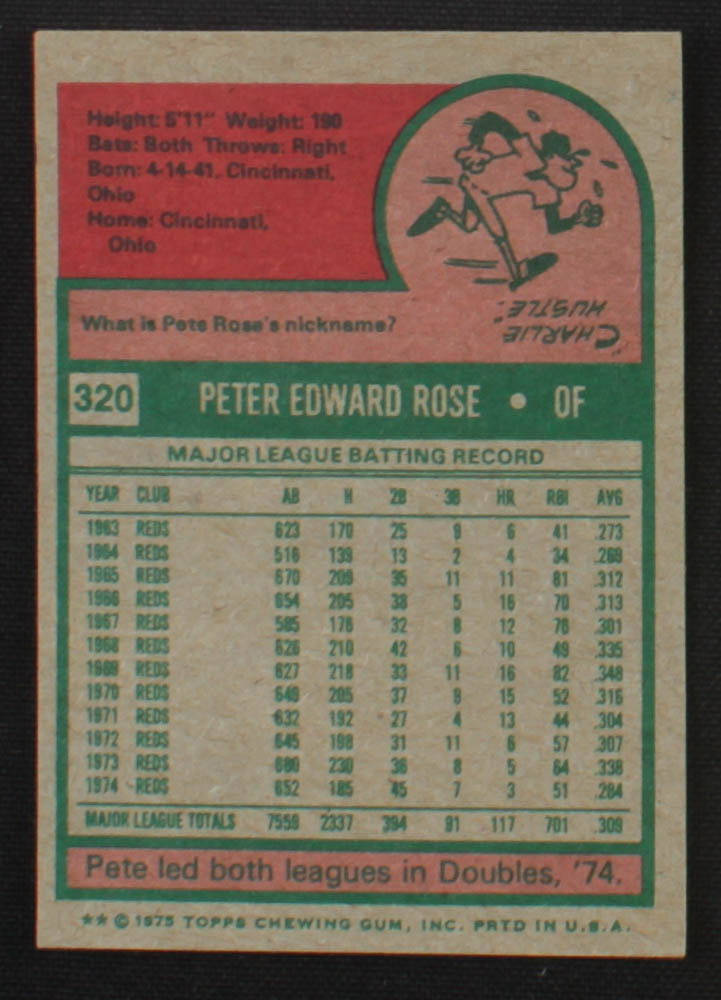 Height: 5'11" Weight: 190
Bats: Both Throws: Right
Born: 4-14-41, Cincinnati,
Ohio
Home: Cincinnati,
Ohio
"CHARLIE
HUSTLE"
What is Pete Rose's nickname?
320 PETER EDWARD ROSE • OF
MAJOR LEAGUE BATTING RECORD
YEAR CLUB AB H 2B 3B HR RBI AVG
1963 REDS 623 170 25 9 6 41 .273
1964 REDS 516 139 13 2 4 34 .269
1965 REDS 670 209 35 11 11 81 .312
1966 REDS 654 205 38 5 16 70 .313
1967 REDS 585 176 32 8 12 76 .301
1968 REDS 626 210 42 6 10 49 .335
1969 REDS 627 218 33 11 16 82 .348
1970 REDS 649 205 37 8 15 52 .316
1971 REDS 632 192 27 4 13 44 .304
1972 REDS 645 198 31 11 6 57 .307
1973 REDS 680 230 36 8 5 64 .338
1974 REDS 652 185 45 7 3 51 .284
MAJOR LEAGUE TOTALS 7559 2337 394 91 117 701 .309
Pete led both leagues in Doubles, '74.
** © 1975 TOPPS CHEWING GUM, INC. PRTD IN U.S.A.